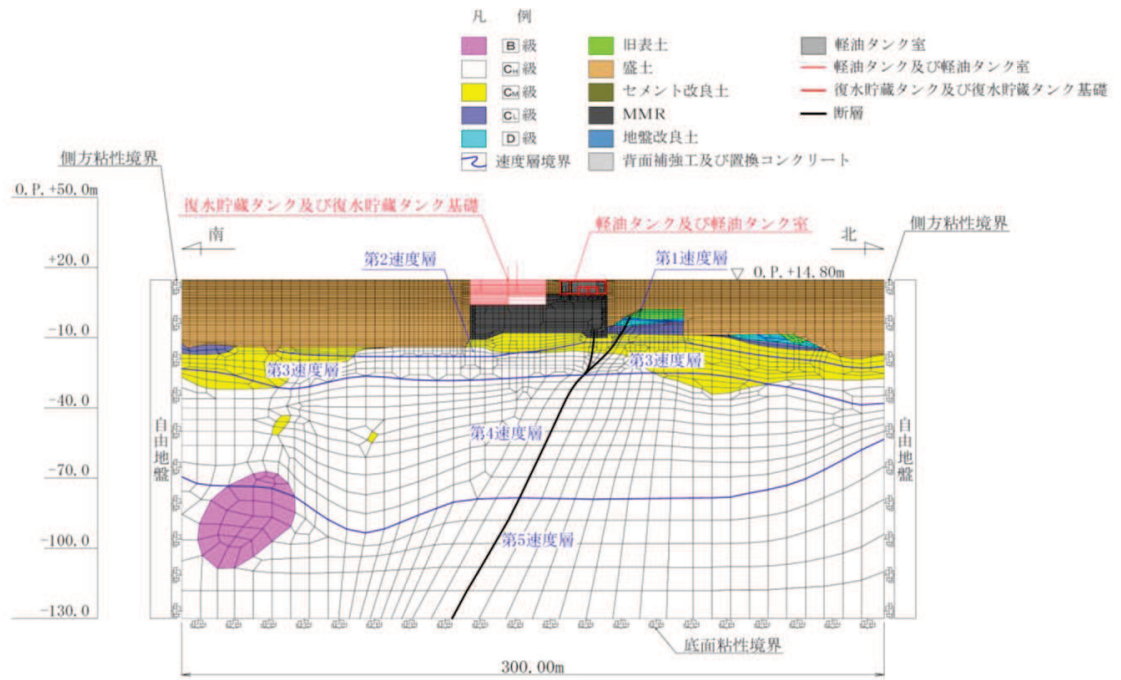 凡 例
B級
CH級
CM級
CL級
D級
速度層境界
旧表土
盛土
セメント改良土
MMR
地盤改良土
背面補強工及び置換コンクリート
軽油タンク室
軽油タンク及び軽油タンク室
復水貯蔵タンク及び復水貯蔵タンク基礎
断層
側方粘性境界
O.P.+50.0m
復水貯蔵タンク及び復水貯蔵タンク基礎
軽油タンク及び軽油タンク室
側方粘性境界
南
北
+20.0
第2速度層
第1速度層
O.P.+14.80m
-10.0
第3速度層
第3速度層
-40.0
自由地盤
第4速度層
自由地盤
-70.0
-100.0
第5速度層
-130.0
底面粘性境界
300.00m